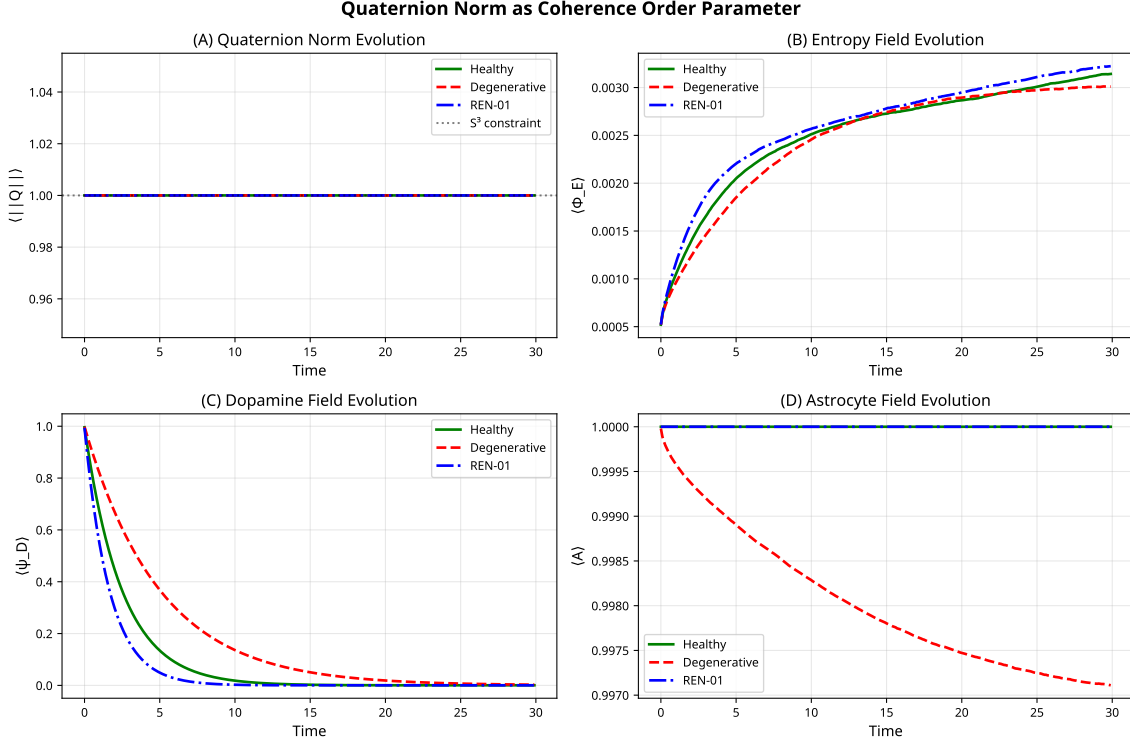 Quaternion Norm as Coherence Order Parameter
(A) Quaternion Norm Evolution
⟨||Q||⟩
1.04
1.02
1.00
0.98
0.96
Healthy
Degenerative
REN-01
S³ constraint
0 5 10 15 20 25 30
Time
(B) Entropy Field Evolution
⟨Φ_E⟩
0.0030
0.0025
0.0020
0.0015
0.0010
0.0005
Healthy
Degenerative
REN-01
0 5 10 15 20 25 30
Time
(C) Dopamine Field Evolution
⟨ψ_D⟩
1.0
0.8
0.6
0.4
0.2
0.0
Healthy
Degenerative
REN-01
0 5 10 15 20 25 30
Time
(D) Astrocyte Field Evolution
⟨A⟩
1.0000
0.9995
0.9990
0.9985
0.9980
0.9975
0.9970
Healthy
Degenerative
REN-01
0 5 10 15 20 25 30
Time